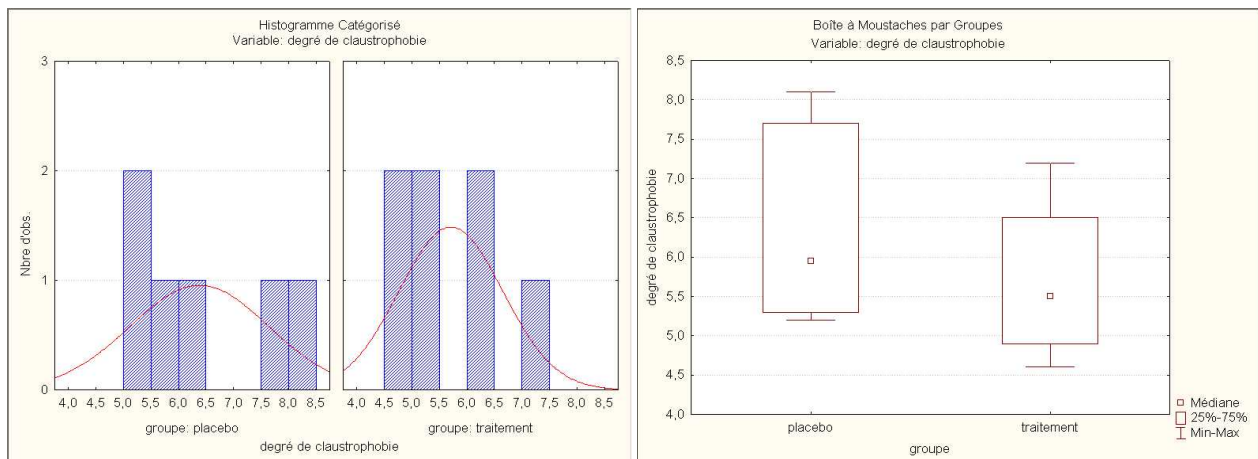 Histogramme Catégorisé
Variable: degré de claustrophobie
Nbre d'obs.
3
2
1
0
4,0 4,5 5,0 5,5 6,0 6,5 7,0 7,5 8,0 8,5
4,0 4,5 5,0 5,5 6,0 6,5 7,0 7,5 8,0 8,5
groupe: placebo
groupe: traitement
degré de claustrophobie
Boîte à Moustaches par Groupes
Variable: degré de claustrophobie
degré de claustrophobie
8,5
8,0
7,5
7,0
6,5
6,0
5,5
5,0
4,5
4,0
placebo
traitement
groupe
Médiane
25%-75%
Min-Max